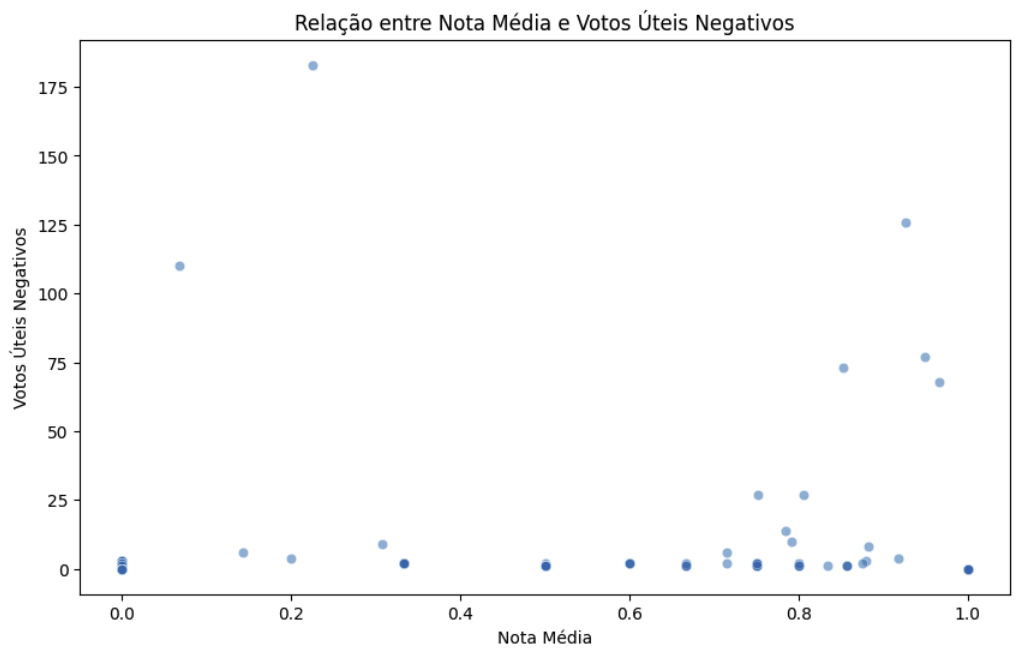 Relação entre Nota Média e Votos Úteis Negativos
Votos Úteis Negativos
175
150
125
100
75
50
25
0
0.0 0.2 0.4 0.6 0.8 1.0
Nota Média